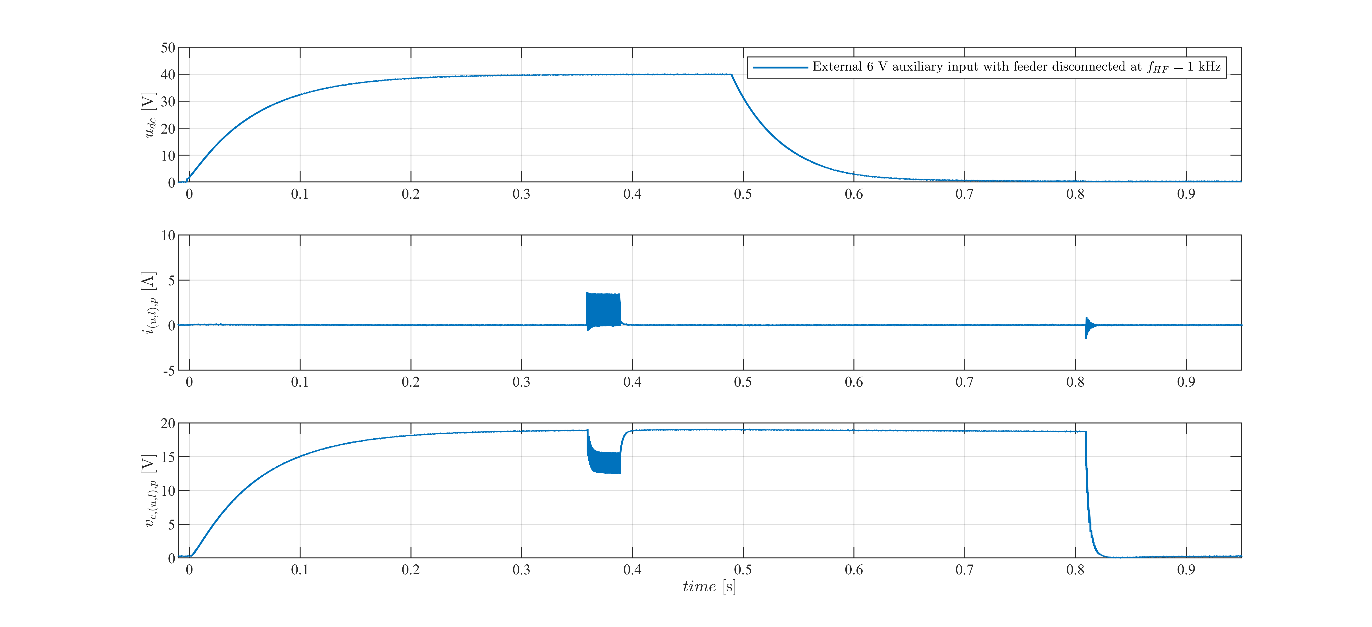 50
40
30
20
10
0
u_dc [V]
External 6 V auxiliary input with feeder disconnected at f_HF = 1 kHz
0 0.1 0.2 0.3 0.4 0.5 0.6 0.7 0.8 0.9
10
5
0
-5
i_(u,l),p [A]
0 0.1 0.2 0.3 0.4 0.5 0.6 0.7 0.8 0.9
20
15
10
5
0
v_c,(u,l),p [V]
0 0.1 0.2 0.3 0.4 0.5 0.6 0.7 0.8 0.9
time [s]